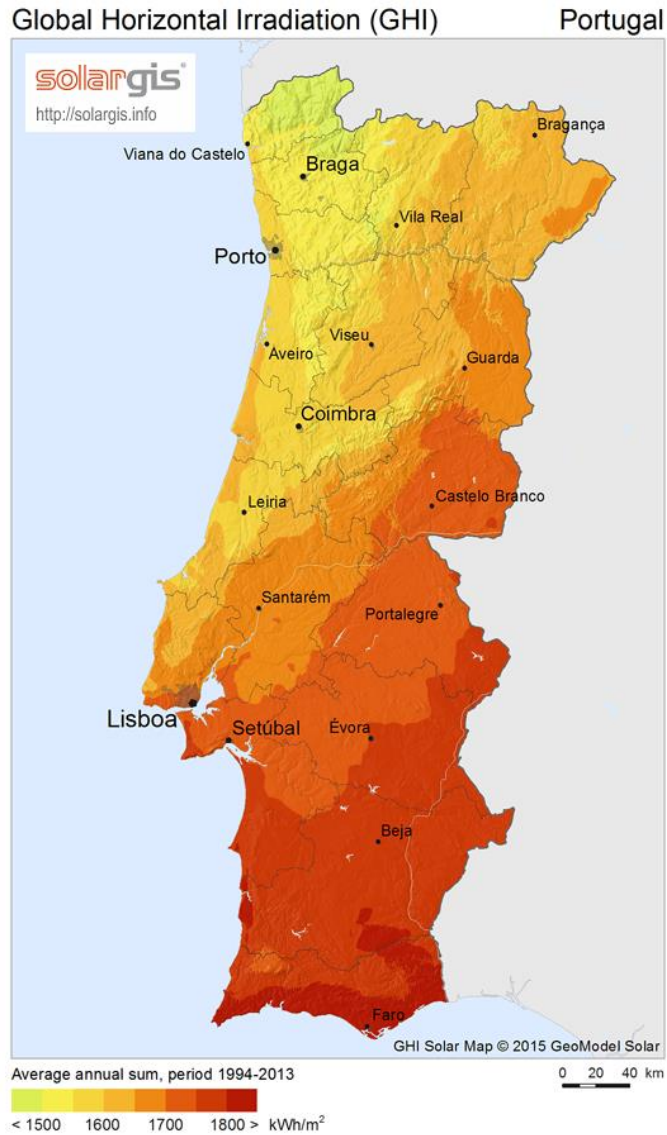 Global Horizontal Irradiation (GHI) Portugal
solargis®
http://solargis.info
Bragança
Viana do Castelo
Braga
Vila Real
Porto
Viseu
Aveiro
Guarda
Coimbra
Castelo Branco
Leiria
Santarém
Portalegre
Lisboa
Setúbal
Évora
Beja
Faro
GHI Solar Map © 2015 GeoModel Solar
Average annual sum, period 1994-2013
0 20 40 km
< 1500 1600 1700 1800 > kWh/m²